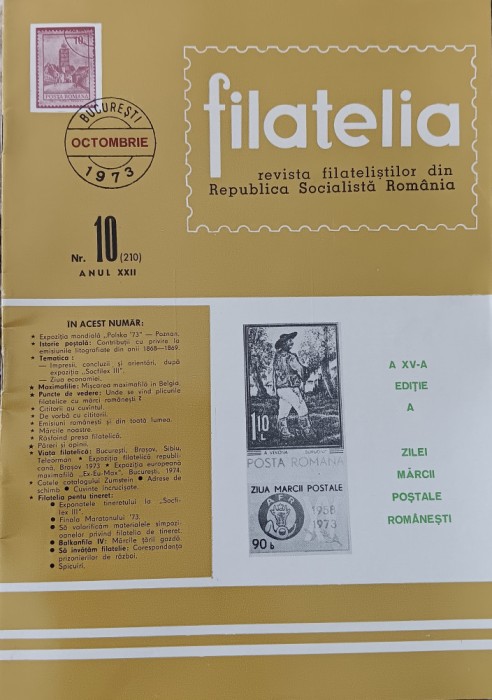 10 L
POSTA ROMANA
BUCUREȘTI
OCTOMBRIE
1973
filatelia
revista filateliștilor din
Republica Socialistă România
Nr. 10 (210)
ANUL XXII
IN ACEST NUMĂR:
★ Expoziția mondială „Polska '73" — Poznan.
★ Istorie poștală: Contribuții cu privire la
emisiunile litografiate din anii 1868—1869.
★ Tematica:
— Impresii, concluzii și orientări, după
expoziția „Socfilex III".
— Ziua economiei.
★ Maximafilie: Mișcarea maximafilă în Belgia.
★ Puncte de vedere: Unde se vind plicurile
filatelice cu mărci românești ?
★ Cititorii au cuvîntul.
★ De vorbă cu cititorii.
★ Emisiuni românești și din toată lumea.
★ Mărcile noastre.
★ Răsfoind presa filatelică.
★ Păreri și opinii.
★ Viața filatelică: București, Brașov, Sibiu,
Teleorman ● Expoziția filatelică republi-
cană, Brașov 1973 ● Expoziția europeană
maximafilă „Ex-Eu-Max", București, 1974.
● Cotele catalogului Zumstein ● Adrese de
schimb ● Cuvinte încrucișate.
★ Filatelia pentru tineret:
● Exponatele tineretului la „Socfi-
lex III".
● Finala Maratonului '73.
● Să valorificăm materialele simpozi-
oanelor privind filatelia de tineret.
● Balkanfila IV: Mărcile țării gazdă.
● Să învățăm filatelie: Corespondența
prizonierilor de război.
● Spicuiri.
1,10
L
POSTA ROMANA
ZIUA MARCII POSTALE
A.F.R.
1958
1973
90 b
A XV-A
EDIȚIE
A
ZILEI
MĂRCII
POȘTALE
ROMÂNEȘTI